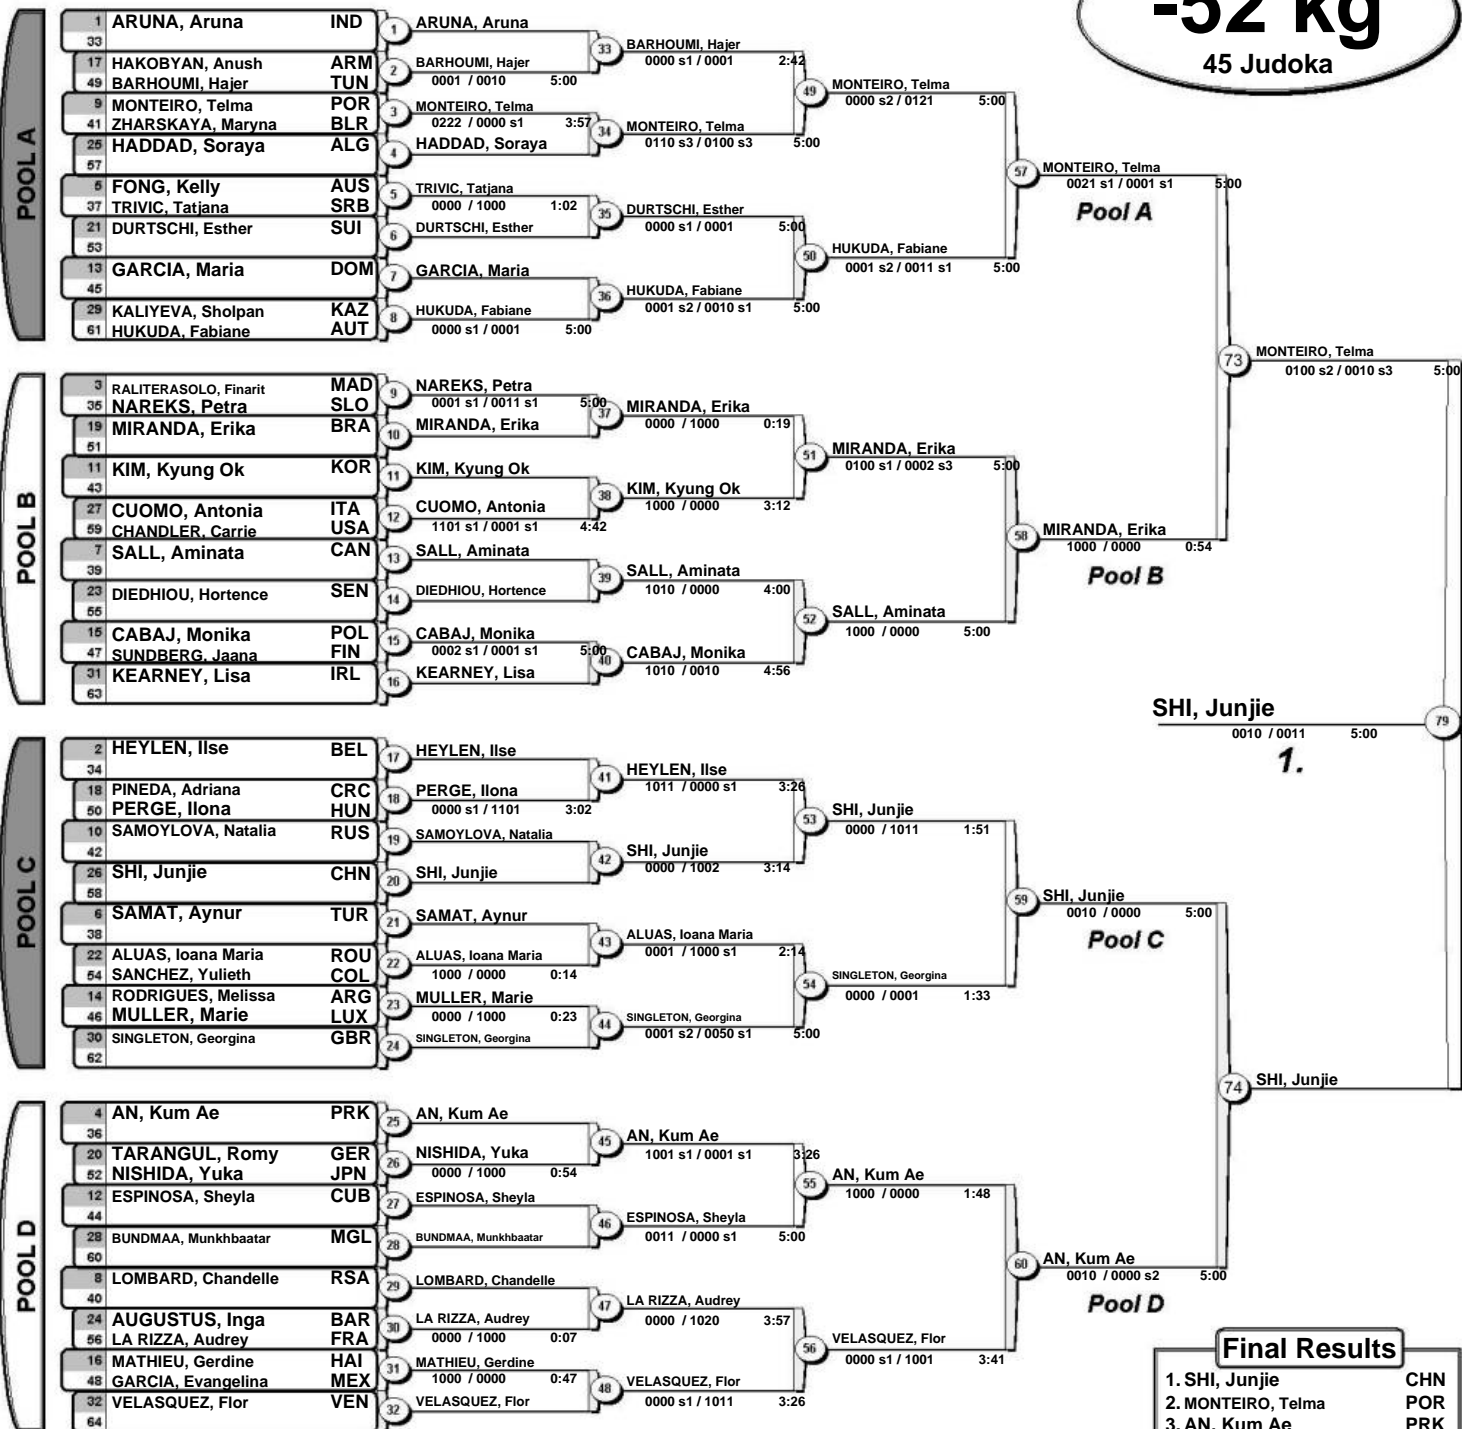 -52 kg
45 Judoka
POOL A
1 ARUNA, Aruna IND
33
17 HAKOBYAN, Anush ARM
49 BARHOUMI, Hajer TUN
9 MONTEIRO, Telma POR
41 ZHARSKAYA, Maryna BLR
25 HADDAD, Soraya ALG
57
5 FONG, Kelly AUS
37 TRIVIC, Tatjana SRB
21 DURTSCHI, Esther SUI
53
13 GARCIA, Maria DOM
45
29 KALIYEVA, Sholpan KAZ
61 HUKUDA, Fabiane AUT
1 ARUNA, Aruna
2 BARHOUMI, Hajer
0001 / 0010 5:00
3 MONTEIRO, Telma
0222 / 0000 s1 3:57
4 HADDAD, Soraya
5 TRIVIC, Tatjana
0000 / 1000 1:02
6 DURTSCHI, Esther
7 GARCIA, Maria
8 HUKUDA, Fabiane
0000 s1 / 0001 5:00
33 BARHOUMI, Hajer
0000 s1 / 0001 2:42
34 MONTEIRO, Telma
0110 s3 / 0100 s3 5:00
35 DURTSCHI, Esther
0000 s1 / 0001 5:00
36 HUKUDA, Fabiane
0001 s2 / 0010 s1 5:00
49 MONTEIRO, Telma
0000 s2 / 0121 5:00
50 HUKUDA, Fabiane
0001 s2 / 0011 s1 5:00
57 MONTEIRO, Telma
0021 s1 / 0001 s1 5:00
Pool A
POOL B
3 RALITERASOLO, Finarit MAD
35 NAREKS, Petra SLO
19 MIRANDA, Erika BRA
51
11 KIM, Kyung Ok KOR
43
27 CUOMO, Antonia ITA
59 CHANDLER, Carrie USA
7 SALL, Aminata CAN
39
23 DIEDHIOU, Hortence SEN
55
15 CABAJ, Monika POL
47 SUNDBERG, Jaana FIN
31 KEARNEY, Lisa IRL
63
9 NAREKS, Petra
0001 s1 / 0011 s1 5:00
10 MIRANDA, Erika
11 KIM, Kyung Ok
12 CUOMO, Antonia
1101 s1 / 0001 s1 4:42
13 SALL, Aminata
14 DIEDHIOU, Hortence
15 CABAJ, Monika
0002 s1 / 0001 s1 5:00
16 KEARNEY, Lisa
37 MIRANDA, Erika
0000 / 1000 0:19
38 KIM, Kyung Ok
1000 / 0000 3:12
39 SALL, Aminata
1010 / 0000 4:00
40 CABAJ, Monika
1010 / 0010 4:56
51 MIRANDA, Erika
0100 s1 / 0002 s3 5:00
52 SALL, Aminata
1000 / 0000 5:00
58 MIRANDA, Erika
1000 / 0000 0:54
Pool B
73 MONTEIRO, Telma
0100 s2 / 0010 s3 5:00
SHI, Junjie 79
0010 / 0011 5:00
1.
POOL C
2 HEYLEN, Ilse BEL
34
18 PINEDA, Adriana CRC
50 PERGE, Ilona HUN
10 SAMOYLOVA, Natalia RUS
42
26 SHI, Junjie CHN
58
6 SAMAT, Aynur TUR
38
22 ALUAS, Ioana Maria ROU
54 SANCHEZ, Yulieth COL
14 RODRIGUES, Melissa ARG
46 MULLER, Marie LUX
30 SINGLETON, Georgina GBR
62
17 HEYLEN, Ilse
18 PERGE, Ilona
0000 s1 / 1101 3:02
19 SAMOYLOVA, Natalia
20 SHI, Junjie
21 SAMAT, Aynur
22 ALUAS, Ioana Maria
1000 / 0000 0:14
23 MULLER, Marie
0000 / 1000 0:23
24 SINGLETON, Georgina
41 HEYLEN, Ilse
1011 / 0000 s1 3:26
42 SHI, Junjie
0000 / 1002 3:14
43 ALUAS, Ioana Maria
0001 / 1000 s1 2:14
44 SINGLETON, Georgina
0001 s2 / 0050 s1 5:00
53 SHI, Junjie
0000 / 1011 1:51
54 SINGLETON, Georgina
0000 / 0001 1:33
59 SHI, Junjie
0010 / 0000 5:00
Pool C
74 SHI, Junjie
POOL D
4 AN, Kum Ae PRK
36
20 TARANGUL, Romy GER
52 NISHIDA, Yuka JPN
12 ESPINOSA, Sheyla CUB
44
28 BUNDMAA, Munkhbaatar MGL
60
8 LOMBARD, Chandelle RSA
40
24 AUGUSTUS, Inga BAR
56 LA RIZZA, Audrey FRA
16 MATHIEU, Gerdine HAI
48 GARCIA, Evangelina MEX
32 VELASQUEZ, Flor VEN
64
25 AN, Kum Ae
26 NISHIDA, Yuka
0000 / 1000 0:54
27 ESPINOSA, Sheyla
28 BUNDMAA, Munkhbaatar
29 LOMBARD, Chandelle
30 LA RIZZA, Audrey
0000 / 1000 0:07
31 MATHIEU, Gerdine
1000 / 0000 0:47
32 VELASQUEZ, Flor
45 AN, Kum Ae
1001 s1 / 0001 s1 3:26
46 ESPINOSA, Sheyla
0011 / 0000 s1 5:00
47 LA RIZZA, Audrey
0000 / 1020 3:57
48 VELASQUEZ, Flor
0000 s1 / 1011 3:26
55 AN, Kum Ae
1000 / 0000 1:48
56 VELASQUEZ, Flor
0000 s1 / 1001 3:41
60 AN, Kum Ae
0010 / 0000 s2 5:00
Pool D
Final Results
1. SHI, Junjie CHN
2. MONTEIRO, Telma POR
3. AN, Kum Ae PRK